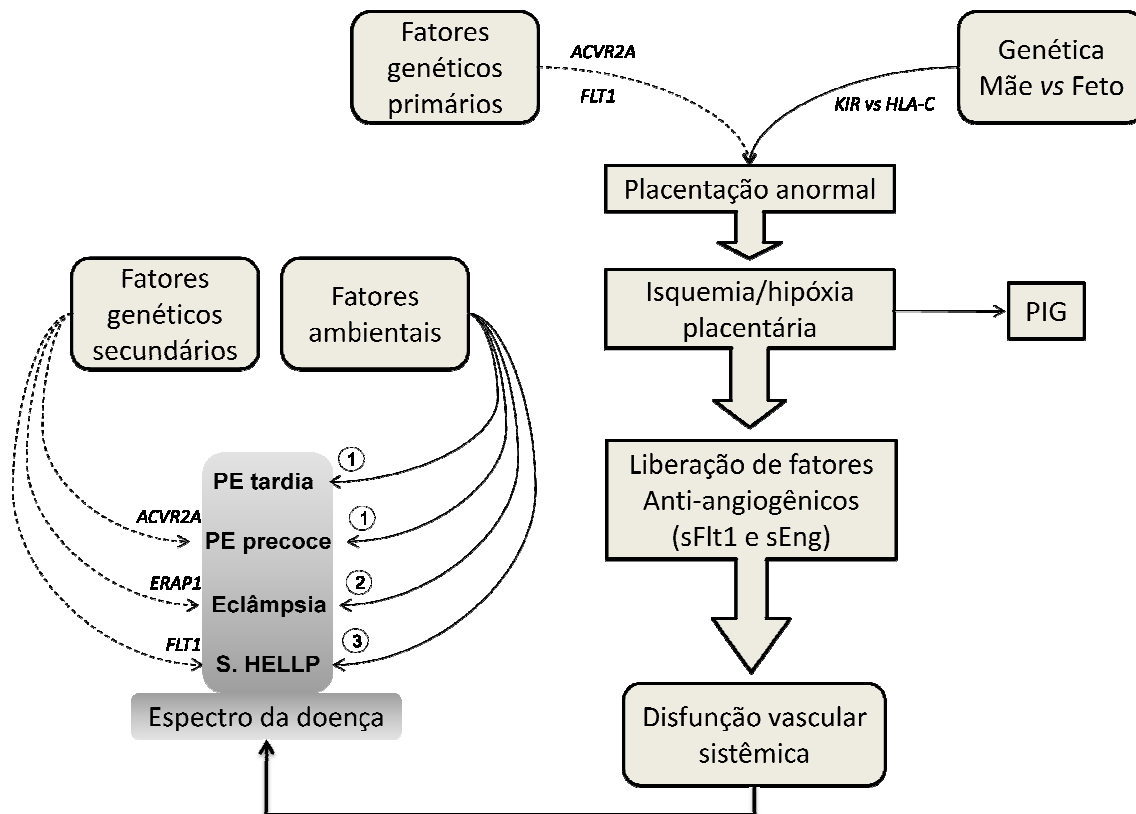 Fatores
genéticos
primários
ACVR2A
FLT1
KIR vs HLA-C
Genética
Mãe vs Feto
Placentação anormal
Isquemia/hipóxia
placentária
PIG
Fatores
genéticos
secundários
Fatores
ambientais
Liberação de fatores
Anti-angiogênicos
(sFlt1 e sEng)
1
PE tardia
ACVR2A
1
PE precoce
ERAP1
2
Eclâmpsia
FLT1
3
S. HELLP
Espectro da doença
Disfunção vascular
sistêmica